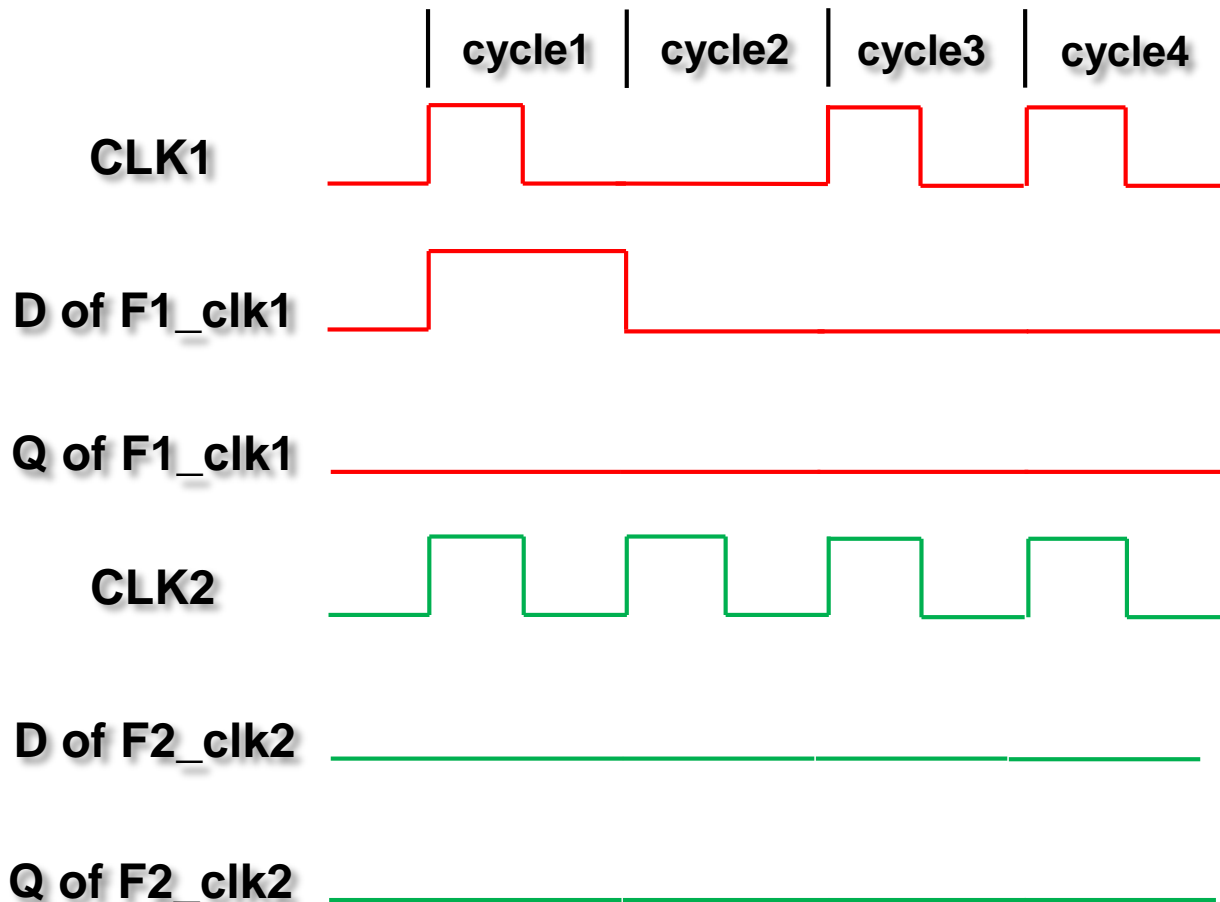 cycle1 cycle2 cycle3 cycle4
CLK1
D of F1_clk1
Q of F1_clk1
CLK2
D of F2_clk2
Q of F2_clk2